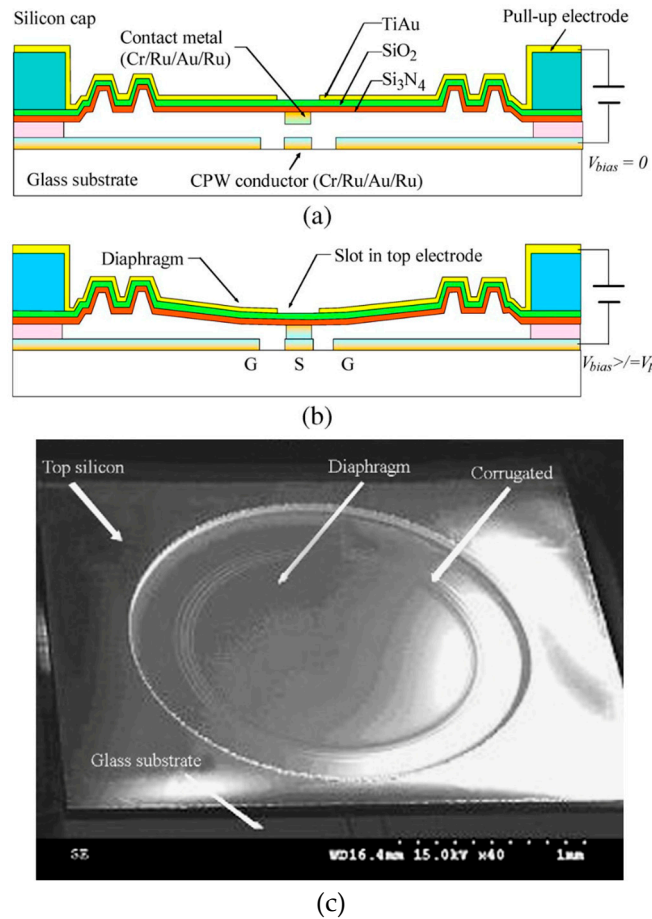 Silicon cap
Pull-up electrode
TiAu
Contact metal
(Cr/Ru/Au/Ru)
SiO2
Si3N4
Vbias = 0
Glass substrate
CPW conductor (Cr/Ru/Au/Ru)
(a)
Diaphragm
Slot in top electrode
G S G
Vbias>/=Vp
(b)
Top silicon
Diaphragm
Corrugated
Glass substrate
SE
WD16.4mm 15.0kV x40 1mm
(c)